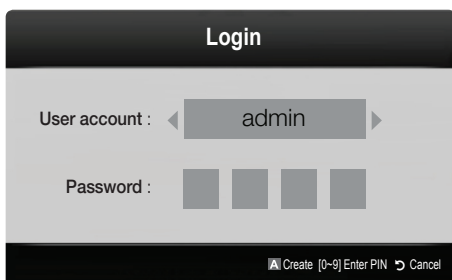 Login
User account : admin
Password :
A Create [0~9] Enter PIN Cancel